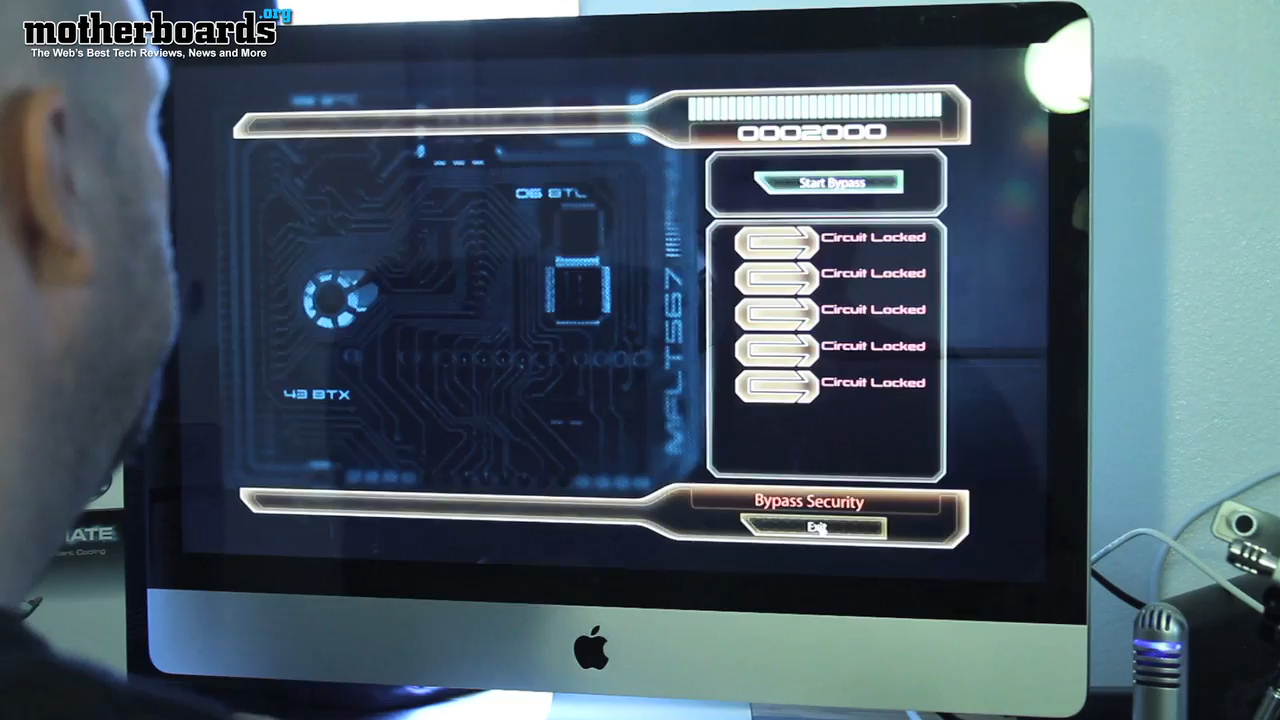 motherboards.org
The Web's Best Tech Reviews, News and More
0002000
Start Bypass
06 BTL
Circuit Locked
Circuit Locked
Circuit Locked
Circuit Locked
Circuit Locked
MFLT567
43 BTX
Bypass Security
Exit